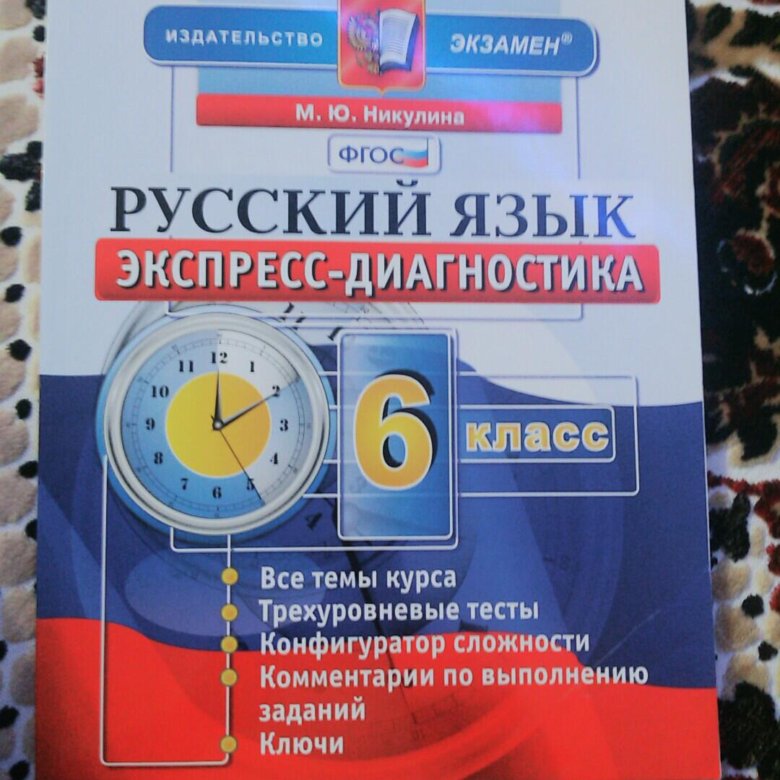 ИЗДАТЕЛЬСТВО ЭКЗАМЕН®
М. Ю. Никулина
ФГОС
РУССКИЙ ЯЗЫК
ЭКСПРЕСС-ДИАГНОСТИКА
12
11 1
10 2
9 3
8 4
7 5
6
6 класс
Все темы курса
Трехуровневые тесты
Конфигуратор сложности
Комментарии по выполнению
заданий
Ключи